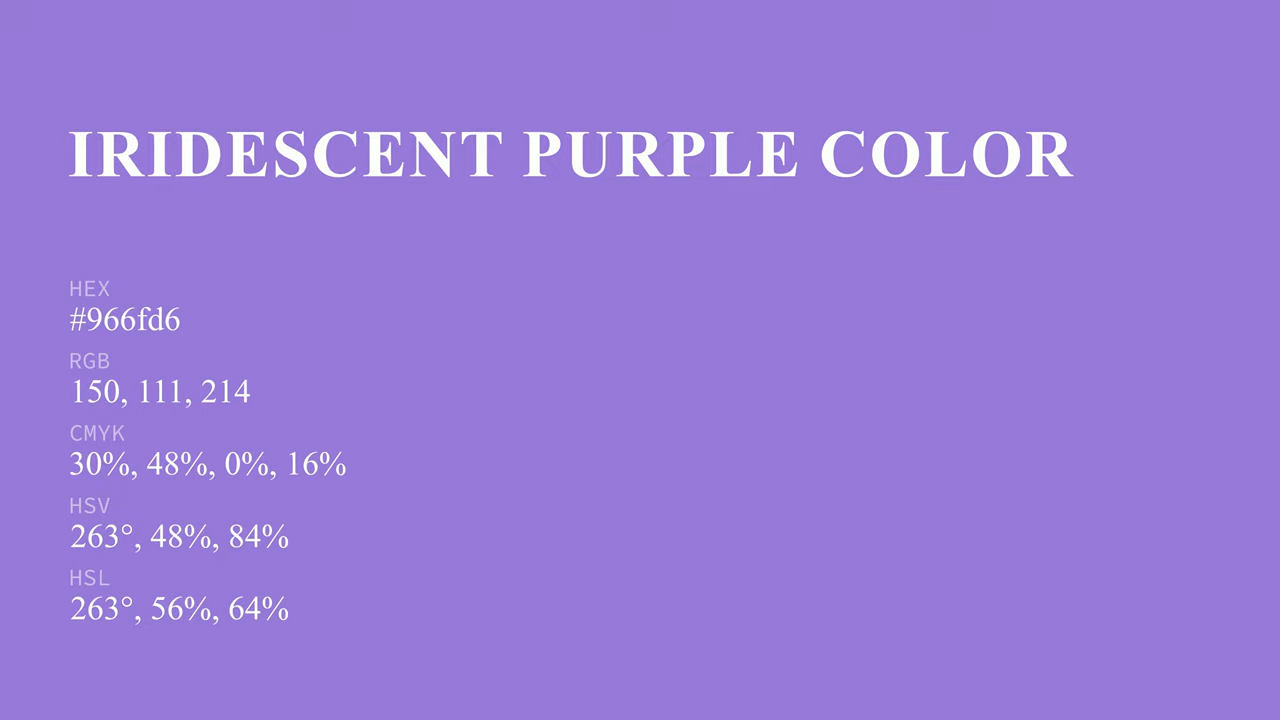 IRIDESCENT PURPLE COLOR
HEX
#966fd6
RGB
150, 111, 214
CMYK
30%, 48%, 0%, 16%
HSV
263°, 48%, 84%
HSL
263°, 56%, 64%